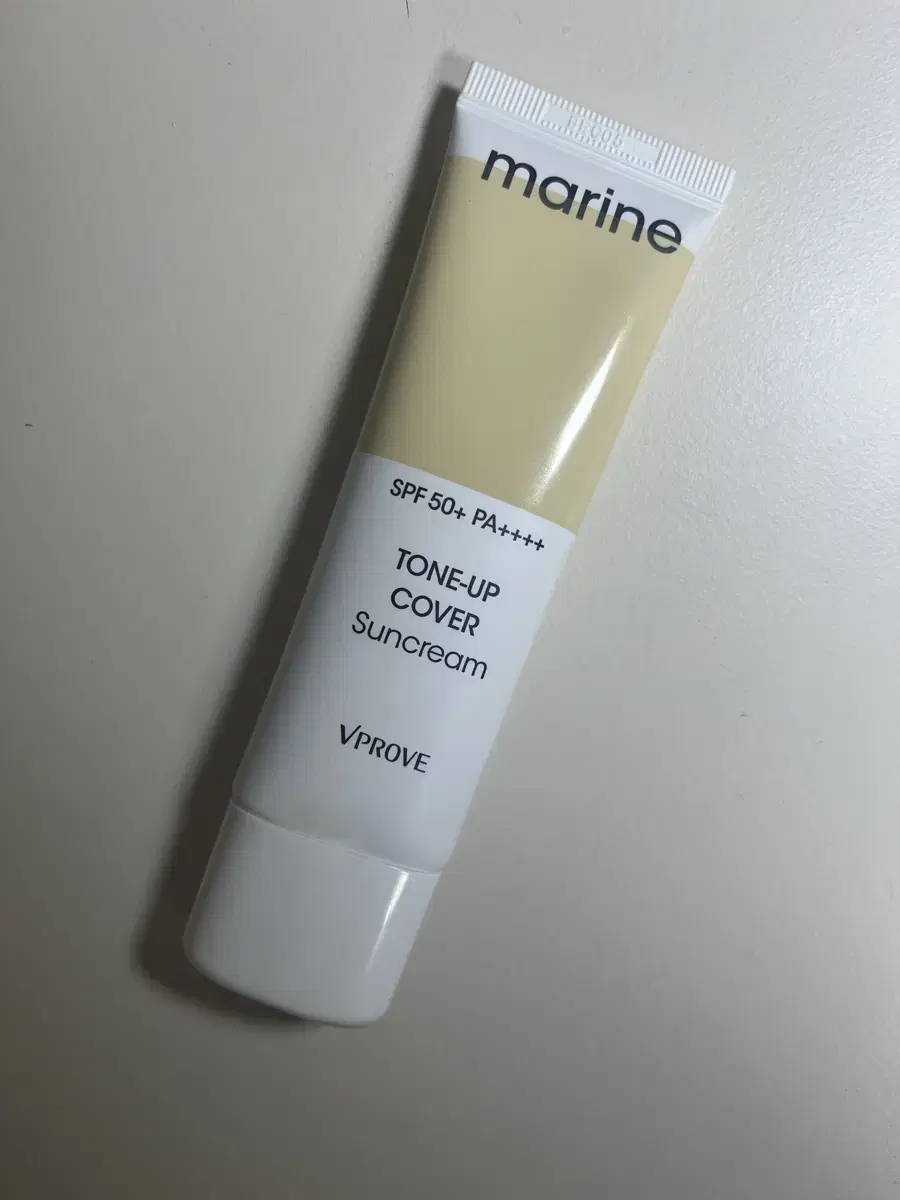 marine
SPF 50+ PA++++
TONE-UP
COVER
Suncream
VPROVE